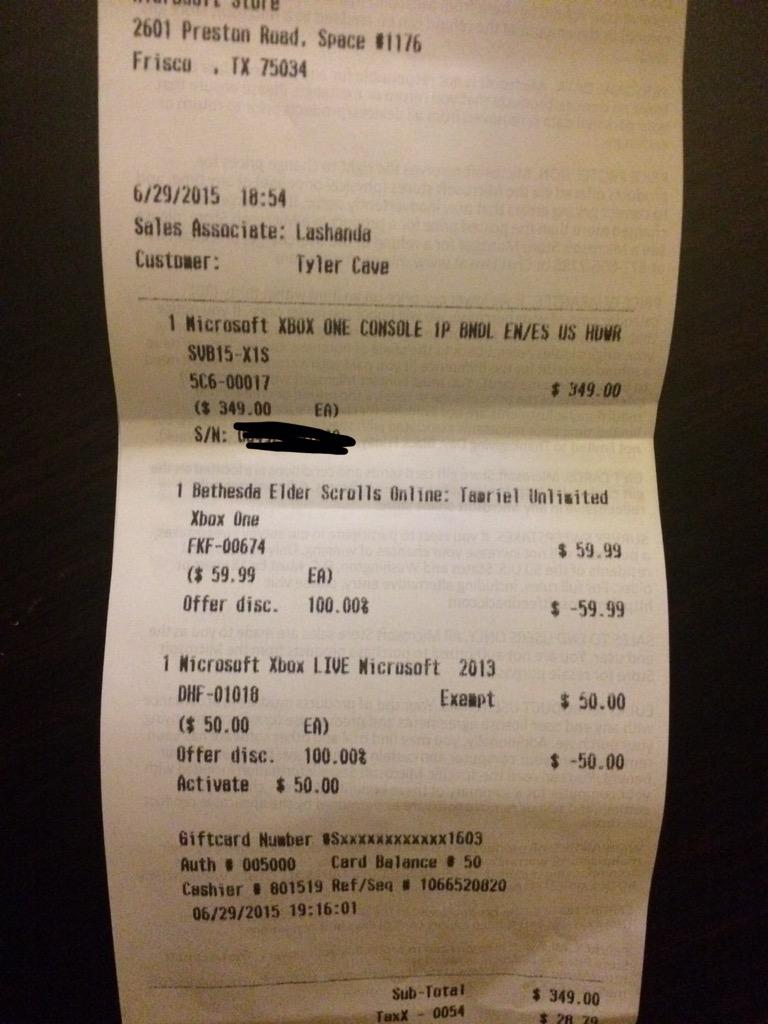 Microsoft Store
2601 Preston Road, Space #1176
Frisco , TX 75034
6/29/2015 18:54
Sales Associate: Lashanda
Customer: Tyler Cave
1 Microsoft XBOX ONE CONSOLE 1P BNDL EN/ES US HDWR
SVB15-X1S
5C6-00017 $ 349.00
($ 349.00 EA)
S/N:
1 Bethesda Elder Scrolls Online: Tamriel Unlimited
Xbox One
FKF-00674 $ 59.99
($ 59.99 EA)
Offer disc. 100.00% $ -59.99
1 Microsoft Xbox LIVE Microsoft 2013
DHF-01018 Exempt $ 50.00
($ 50.00 EA)
Offer disc. 100.00% $ -50.00
Activate $ 50.00
Giftcard Number #Sxxxxxxxxxxxx1603
Auth # 005000 Card Balance # 50
Cashier # 801519 Ref/Seq # 1066520820
06/29/2015 19:16:01
Sub-Total $ 349.00
TaxX - 0054 $ 28.79